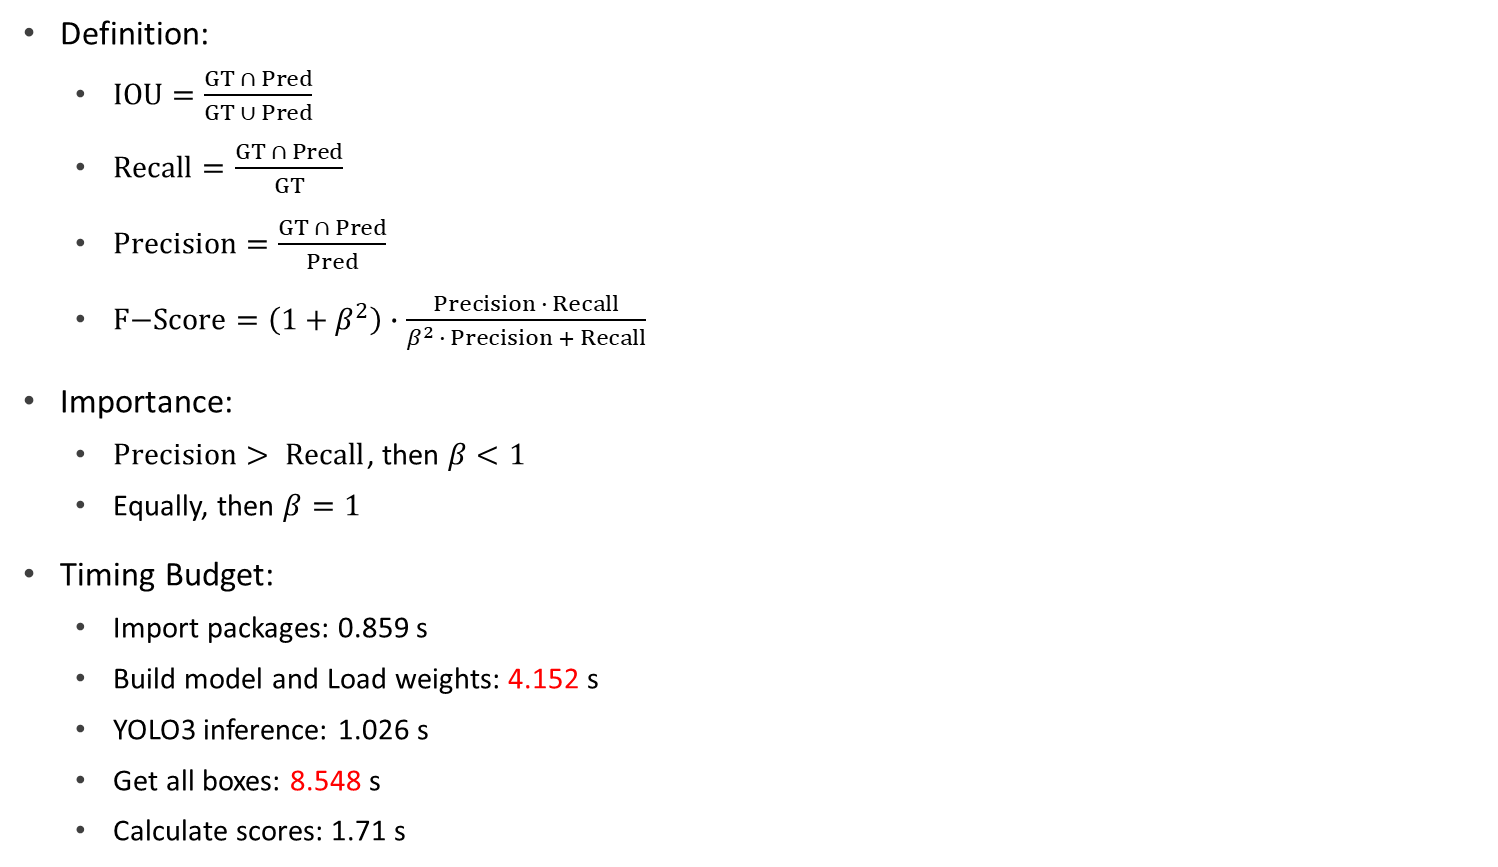 • Definition:
• IOU = GT ∩ Pred / GT ∪ Pred
• Recall = GT ∩ Pred / GT
• Precision = GT ∩ Pred / Pred
• F−Score = (1 + β²) · Precision · Recall / β² · Precision + Recall
• Importance:
• Precision > Recall, then β < 1
• Equally, then β = 1
• Timing Budget:
• Import packages: 0.859 s
• Build model and Load weights: 4.152 s
• YOLO3 inference: 1.026 s
• Get all boxes: 8.548 s
• Calculate scores: 1.71 s